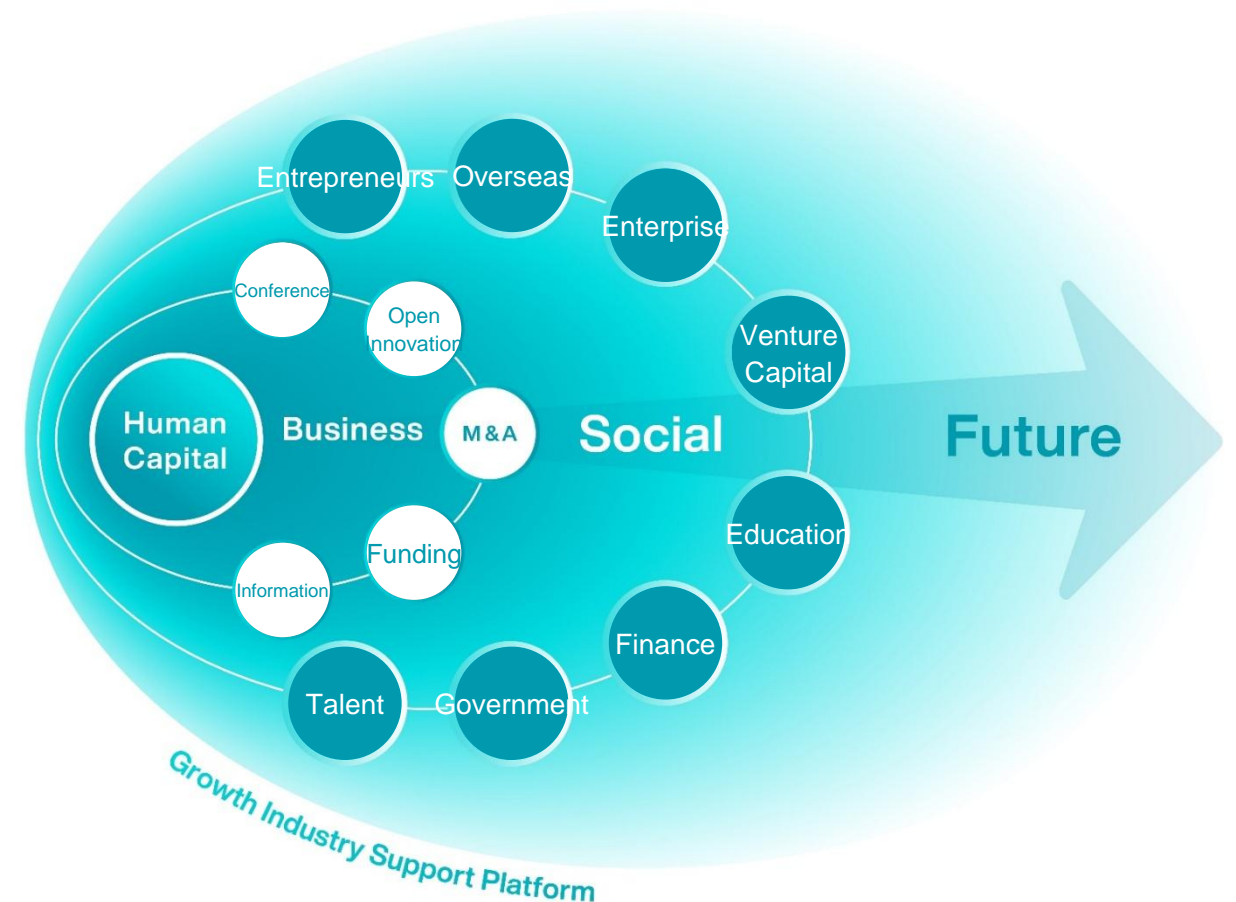 Entrepreneurs
Overseas
Enterprise
Conference
Open
Innovation
Venture
Capital
Human
Capital
Business
M&A
Social
Future
Funding
Education
Information
Finance
Talent
Government
Growth Industry Support Platform